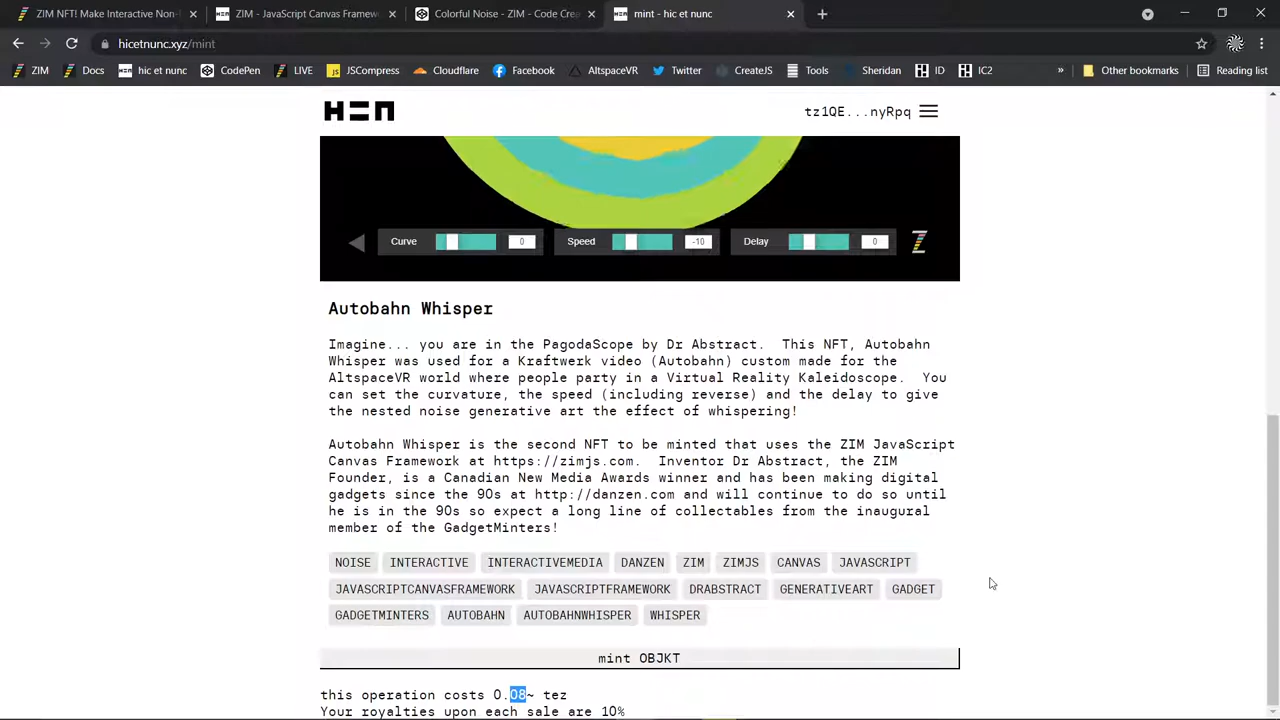 ZIM NFT! Make Interactive Non-
ZIM - JavaScript Canvas Framew
Colorful Noise - ZIM - Code Crea
mint - hic et nunc
hicetnunc.xyz/mint
ZIM
Docs
hic et nunc
CodePen
LIVE
JSCompress
Cloudflare
Facebook
AltspaceVR
Twitter
CreateJS
Tools
Sheridan
ID
IC2
»
Other bookmarks
Reading list
tz1QE...nyRpq
Curve 0 Speed -10 Delay 0
Autobahn Whisper
Imagine... you are in the PagodaScope by Dr Abstract. This NFT, Autobahn
Whisper was used for a Kraftwerk video (Autobahn) custom made for the
AltspaceVR world where people party in a Virtual Reality Kaleidoscope. You
can set the curvature, the speed (including reverse) and the delay to give
the nested noise generative art the effect of whispering!
Autobahn Whisper is the second NFT to be minted that uses the ZIM JavaScript
Canvas Framework at https://zimjs.com. Inventor Dr Abstract, the ZIM
Founder, is a Canadian New Media Awards winner and has been making digital
gadgets since the 90s at http://danzen.com and will continue to do so until
he is in the 90s so expect a long line of collectables from the inaugural
member of the GadgetMinters!
NOISE INTERACTIVE INTERACTIVEMEDIA DANZEN ZIM ZIMJS CANVAS JAVASCRIPT
JAVASCRIPTCANVASFRAMEWORK JAVASCRIPTFRAMEWORK DRABSTRACT GENERATIVEART GADGET
GADGETMINTERS AUTOBAHN AUTOBAHNWHISPER WHISPER
mint OBJKT
this operation costs 0.08~ tez
Your royalties upon each sale are 10%